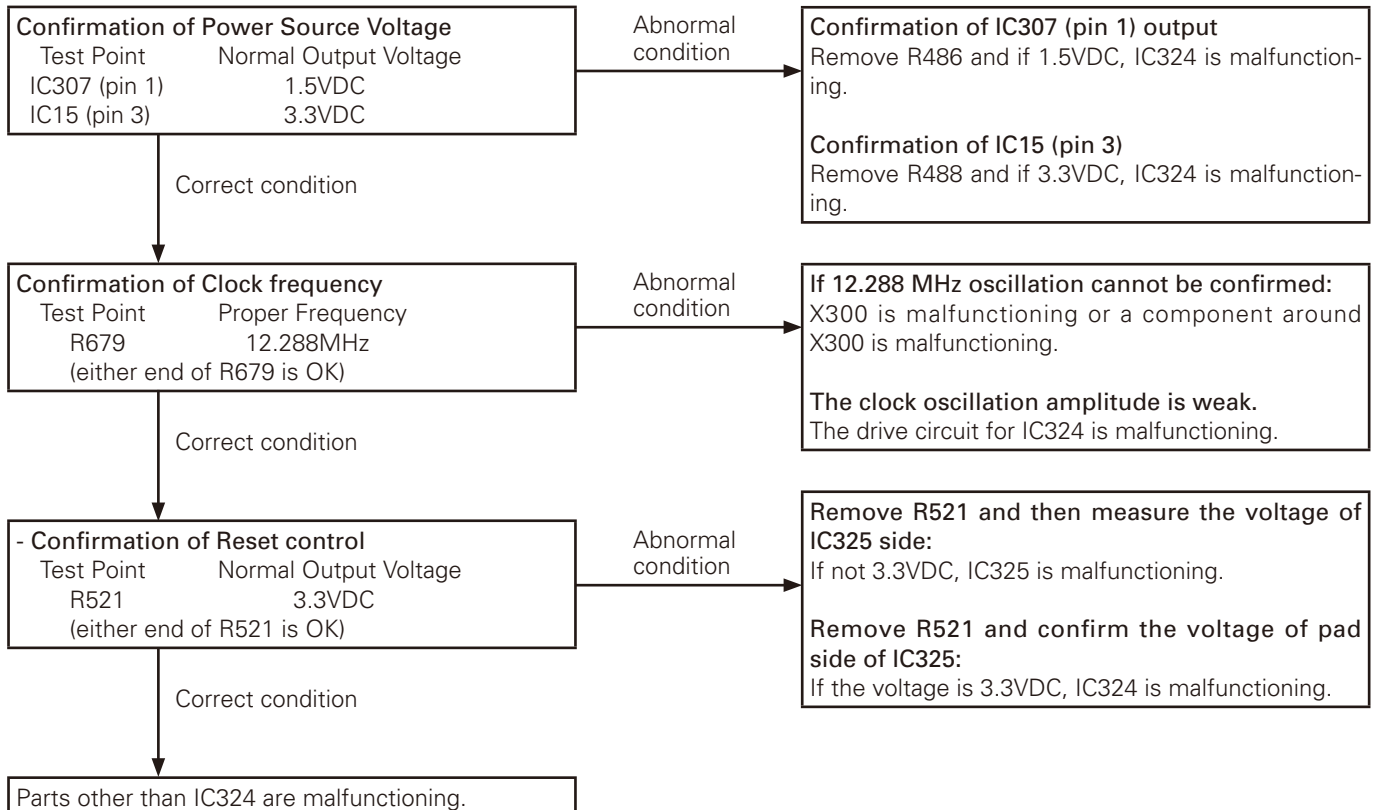 Confirmation of Power Source Voltage
Test Point Normal Output Voltage
IC307 (pin 1) 1.5VDC
IC15 (pin 3) 3.3VDC
Abnormal
condition
Confirmation of IC307 (pin 1) output
Remove R486 and if 1.5VDC, IC324 is malfunction-
ing.
Confirmation of IC15 (pin 3)
Remove R488 and if 3.3VDC, IC324 is malfunction-
ing.
Correct condition
Confirmation of Clock frequency
Test Point Proper Frequency
R679 12.288MHz
(either end of R679 is OK)
Abnormal
condition
If 12.288 MHz oscillation cannot be confirmed:
X300 is malfunctioning or a component around
X300 is malfunctioning.
The clock oscillation amplitude is weak.
The drive circuit for IC324 is malfunctioning.
Correct condition
- Confirmation of Reset control
Test Point Normal Output Voltage
R521 3.3VDC
(either end of R521 is OK)
Abnormal
condition
Remove R521 and then measure the voltage of
IC325 side:
If not 3.3VDC, IC325 is malfunctioning.
Remove R521 and confirm the voltage of pad
side of IC325:
If the voltage is 3.3VDC, IC324 is malfunctioning.
Correct condition
Parts other than IC324 are malfunctioning.